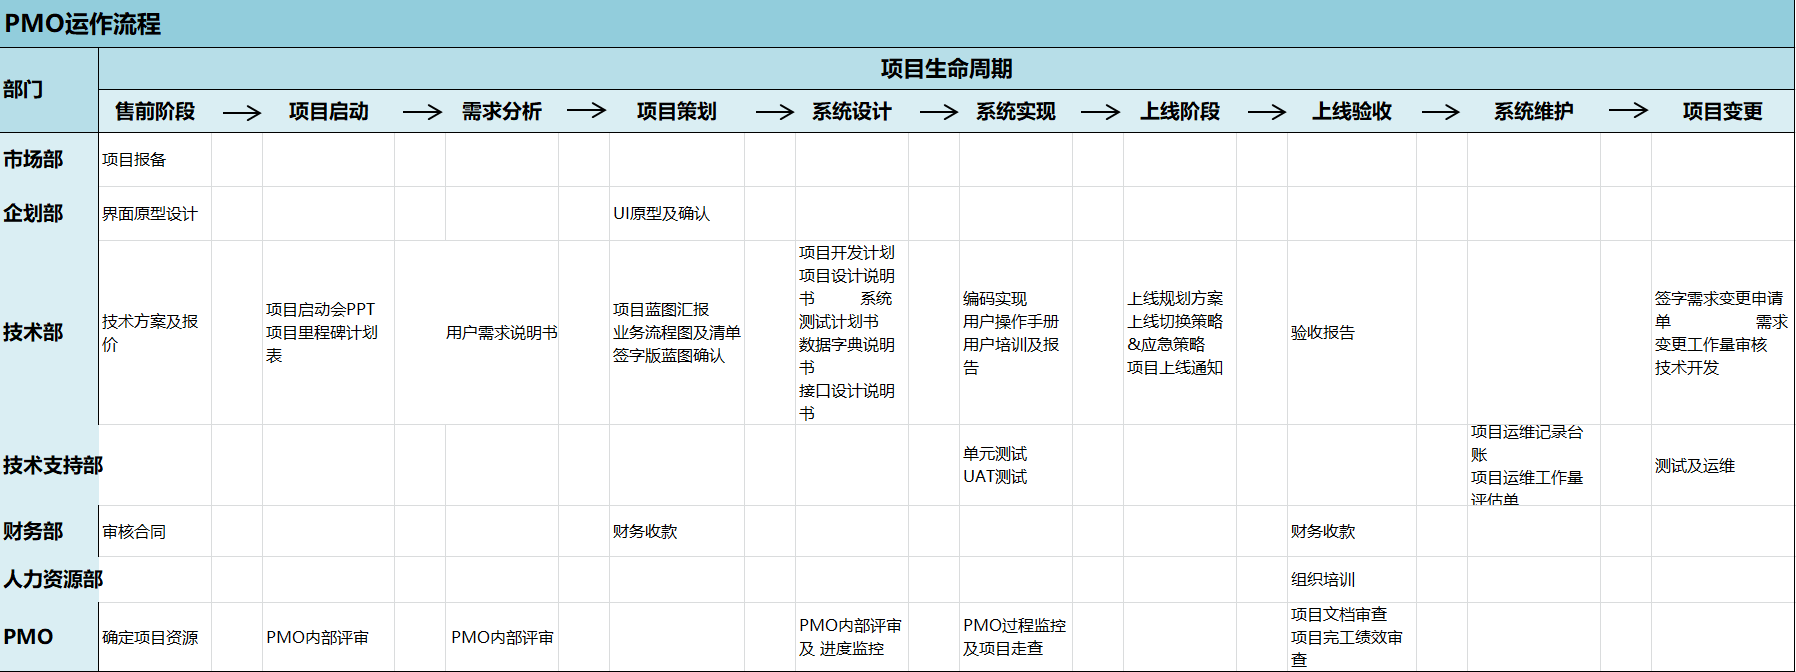 PMO运作流程
部门
项目生命周期
售前阶段 → 项目启动 → 需求分析 → 项目策划 → 系统设计 → 系统实现 → 上线阶段 → 上线验收 → 系统维护 → 项目变更
市场部
项目报备
企划部
界面原型设计
UI原型及确认
技术部
技术方案及报
价
项目启动会PPT
项目里程碑计划
表
用户需求说明书
项目蓝图汇报
业务流程图及清单
签字版蓝图确认
项目开发计划
项目设计说明
书 系统
测试计划书
数据字典说明
书
接口设计说明
书
编码实现
用户操作手册
用户培训及报
告
上线规划方案
上线切换策略
&应急策略
项目上线通知
验收报告
签字需求变更申请
单 需求
变更工作量审核
技术开发
技术支持部
单元测试
UAT测试
项目运维记录台
账
项目运维工作量
评估单
测试及运维
财务部
审核合同
财务收款
财务收款
人力资源部
组织培训
PMO
确定项目资源
PMO内部评审
PMO内部评审
PMO内部评审
及 进度监控
PMO过程监控
及项目走查
项目文档审查
项目完工绩效审
查